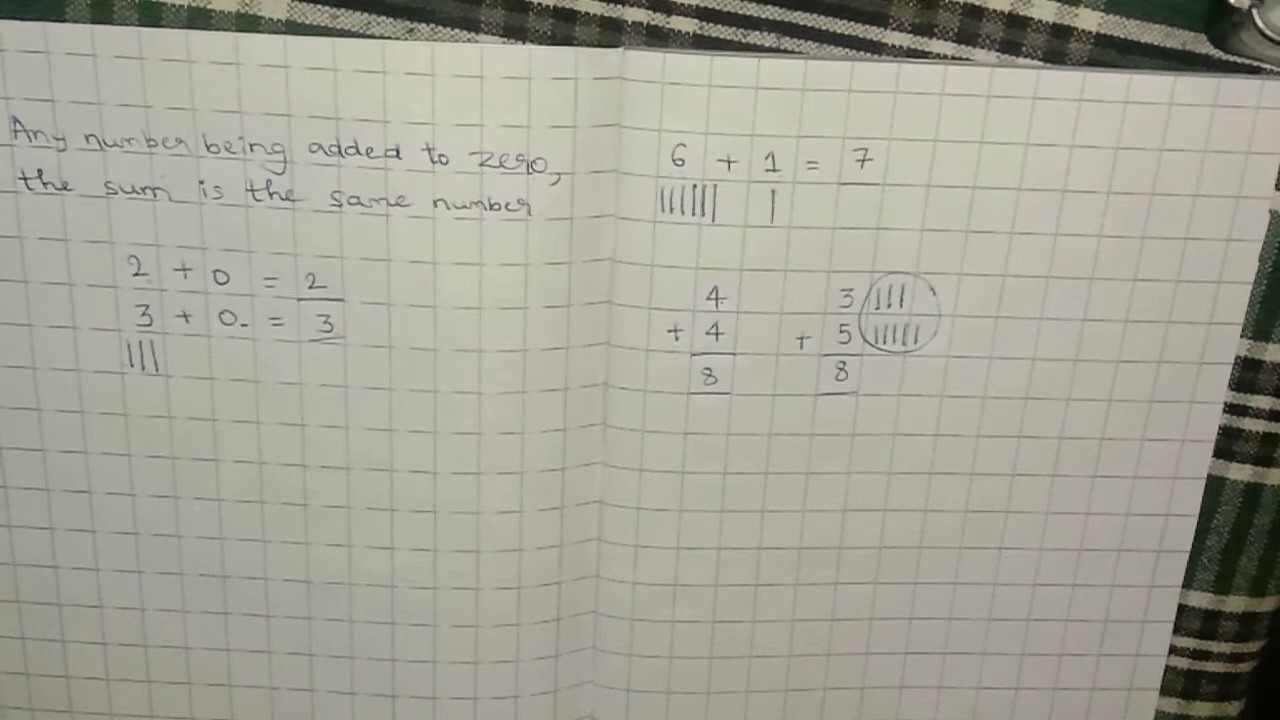 Any number being added to zero,
the sum is the same number
2 + 0 = 2
3 + 0 = 3
|||
6 + 1 = 7
|||||| |
4
+ 4
8
3 |||
+ 5 |||||
8